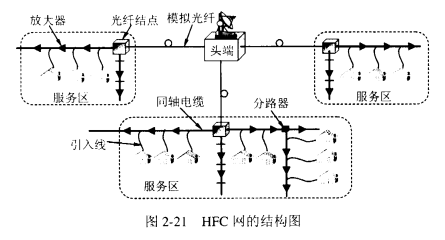 放大器
光纤结点
模拟光纤
头端
服务区
服务区
同轴电缆
分路器
引入线
服务区
图 2-21 HFC 网的结构图